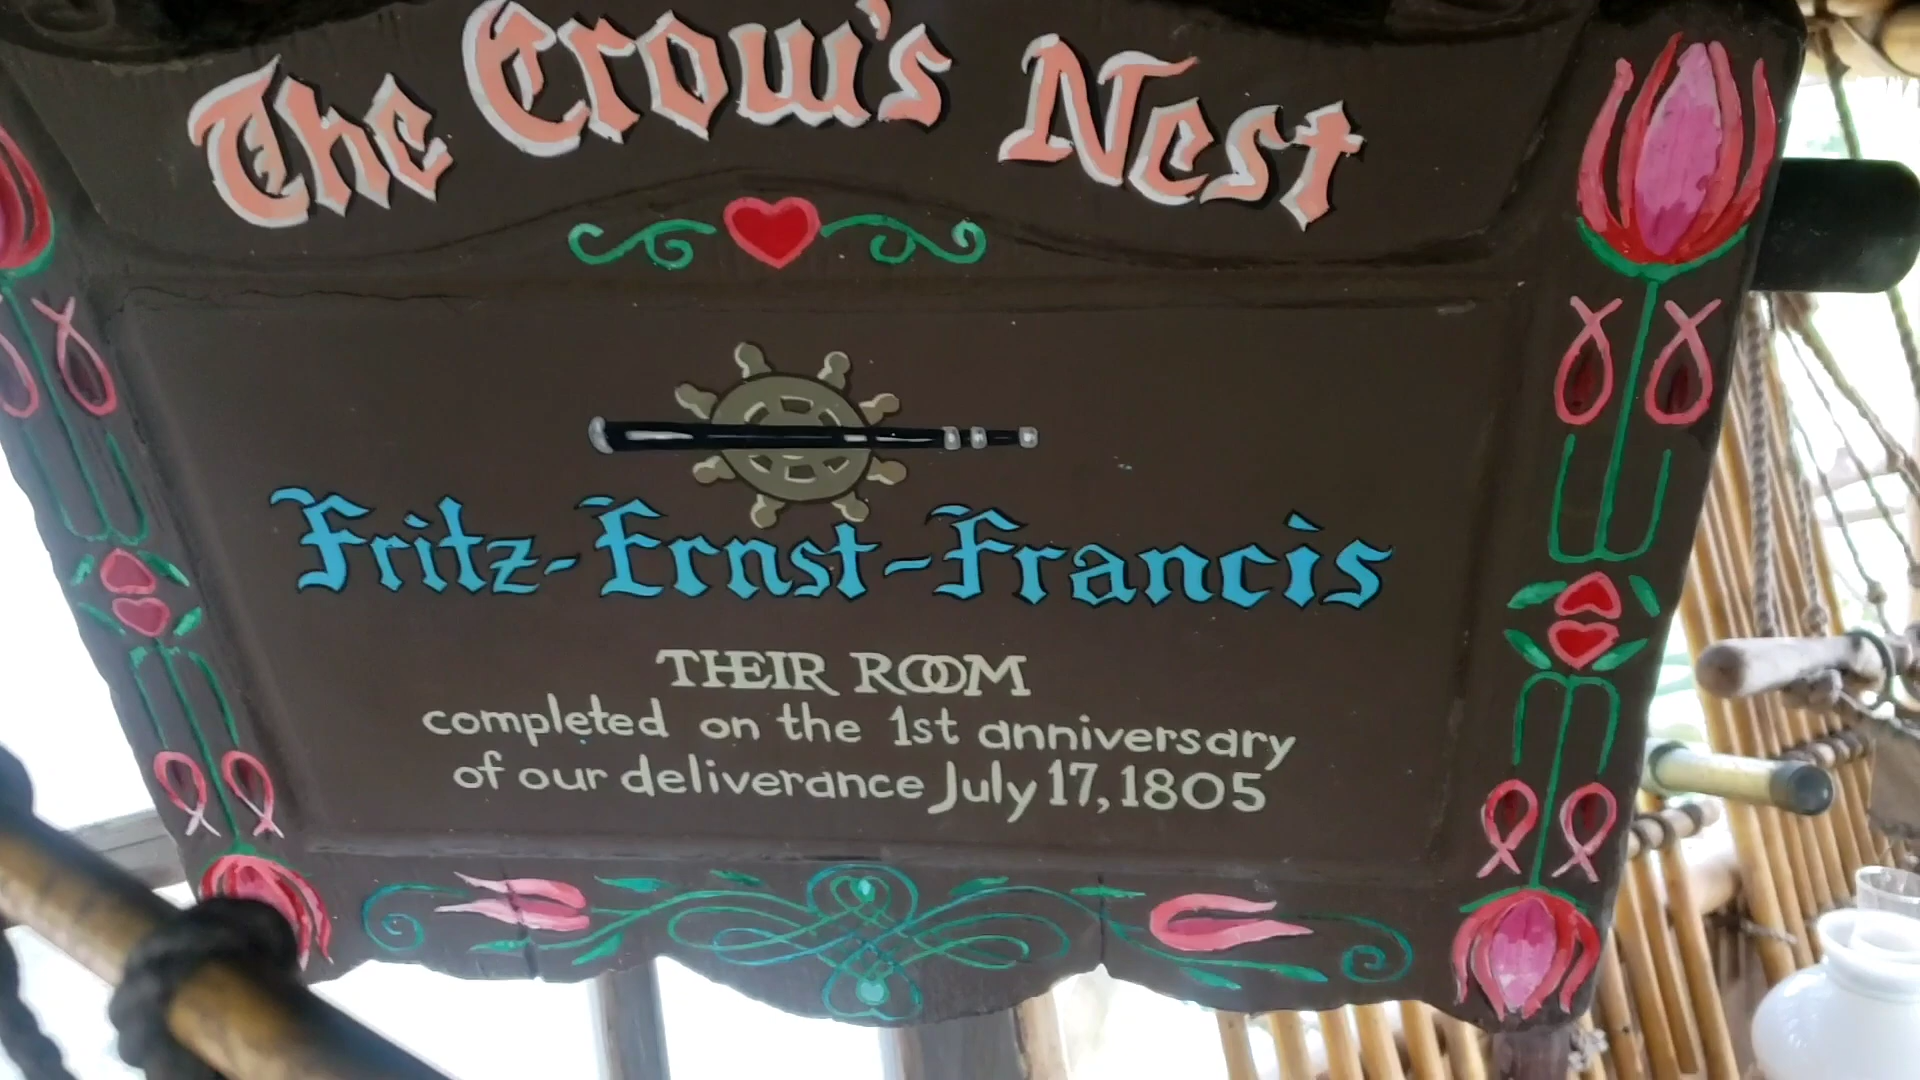 The Crow's Nest
Fritz-Ernst-Francis
THEIR ROOM
completed on the 1st anniversary
of our deliverance July 17, 1805